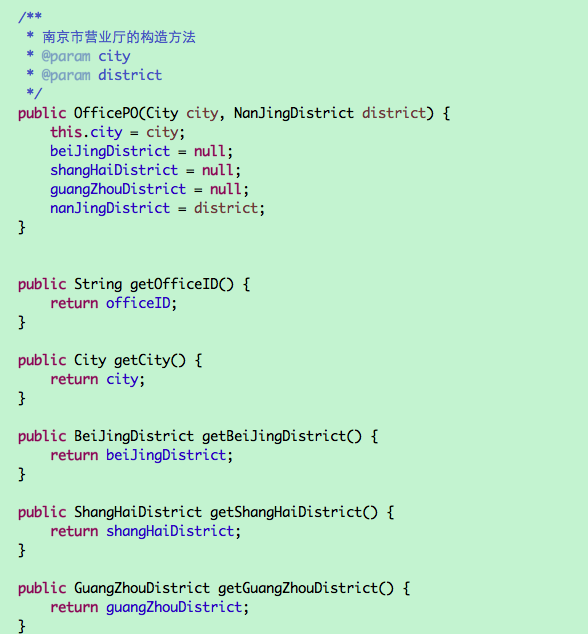 /**
 * 南京市营业厅的构造方法
 * @param city
 * @param district
 */
public OfficePO(City city, NanJingDistrict district) {
    this.city = city;
    beiJingDistrict = null;
    shangHaiDistrict = null;
    guangZhouDistrict = null;
    nanJingDistrict = district;
}
public String getOfficeID() {
    return officeID;
}
public City getCity() {
    return city;
}
public BeiJingDistrict getBeiJingDistrict() {
    return beiJingDistrict;
}
public ShangHaiDistrict getShangHaiDistrict() {
    return shangHaiDistrict;
}
public GuangZhouDistrict getGuangZhouDistrict() {
    return guangZhouDistrict;
}